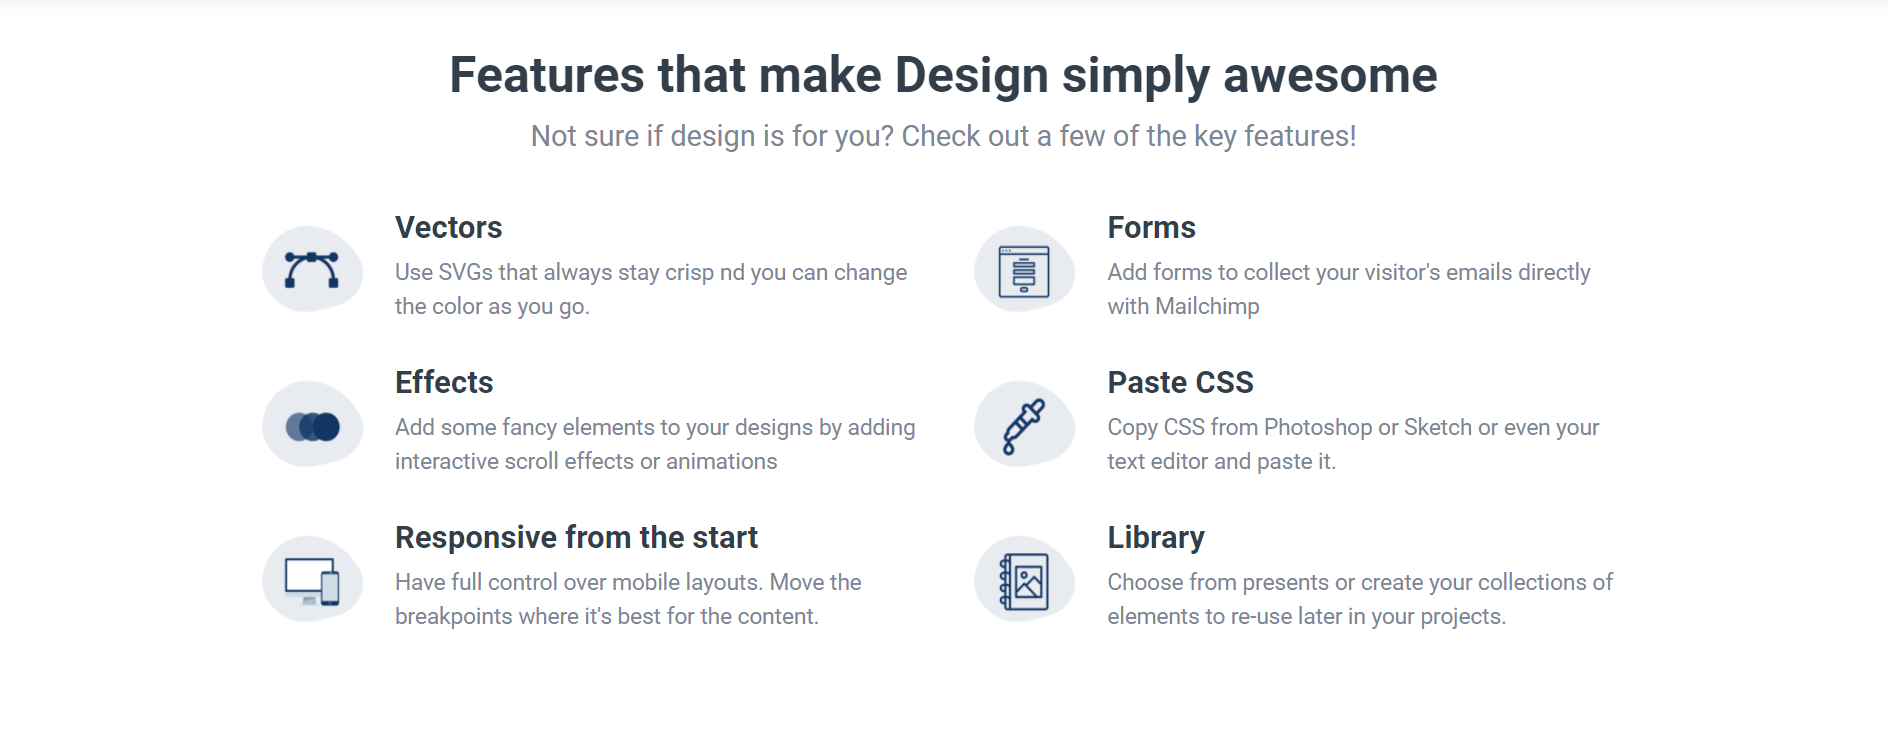 Features that make Design simply awesome
Not sure if design is for you? Check out a few of the key features!
Vectors
Use SVGs that always stay crisp nd you can change
the color as you go.
Forms
Add forms to collect your visitor's emails directly
with Mailchimp
Effects
Add some fancy elements to your designs by adding
interactive scroll effects or animations
Paste CSS
Copy CSS from Photoshop or Sketch or even your
text editor and paste it.
Responsive from the start
Have full control over mobile layouts. Move the
breakpoints where it's best for the content.
Library
Choose from presents or create your collections of
elements to re-use later in your projects.